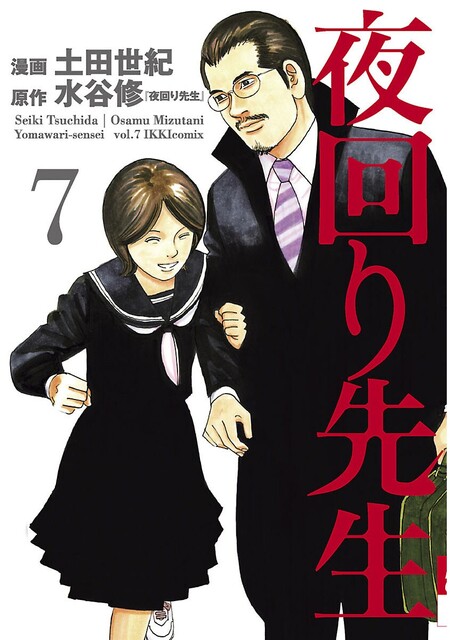 漫画 土田世紀
原作 水谷修『夜回り先生』
Seiki Tsuchida | Osamu Mizutani
Yomawari-sensei vol.7 IKKIcomix
7
夜回り先生